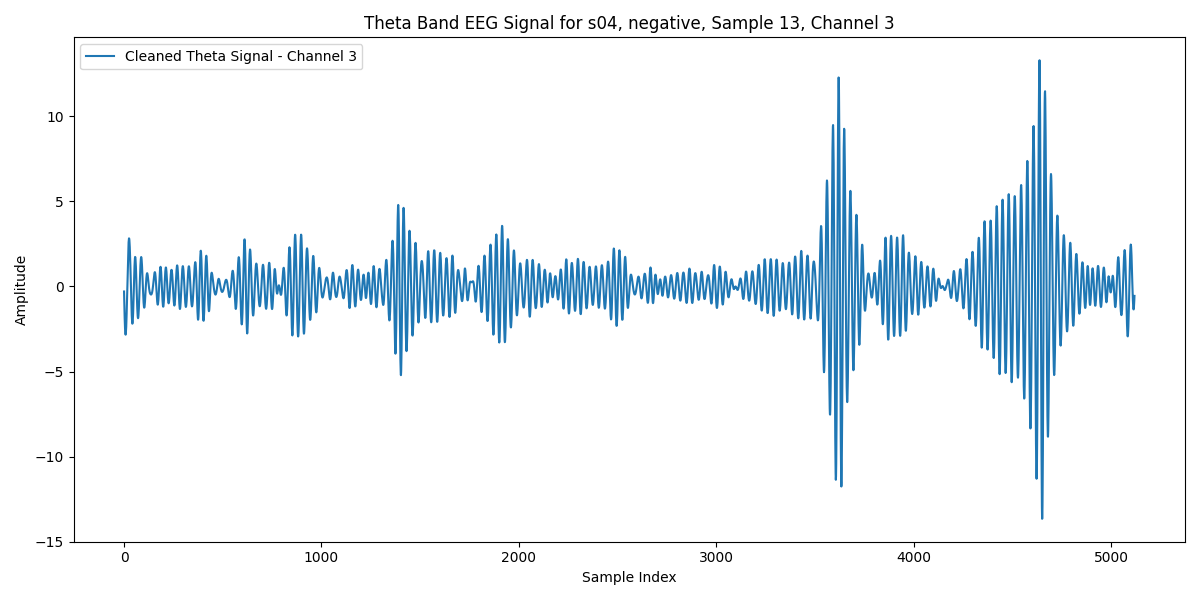 Theta Band EEG Signal for s04, negative, Sample 13, Channel 3
Cleaned Theta Signal - Channel 3
Amplitude
10
5
0
−5
−10
−15
0 1000 2000 3000 4000 5000
Sample Index